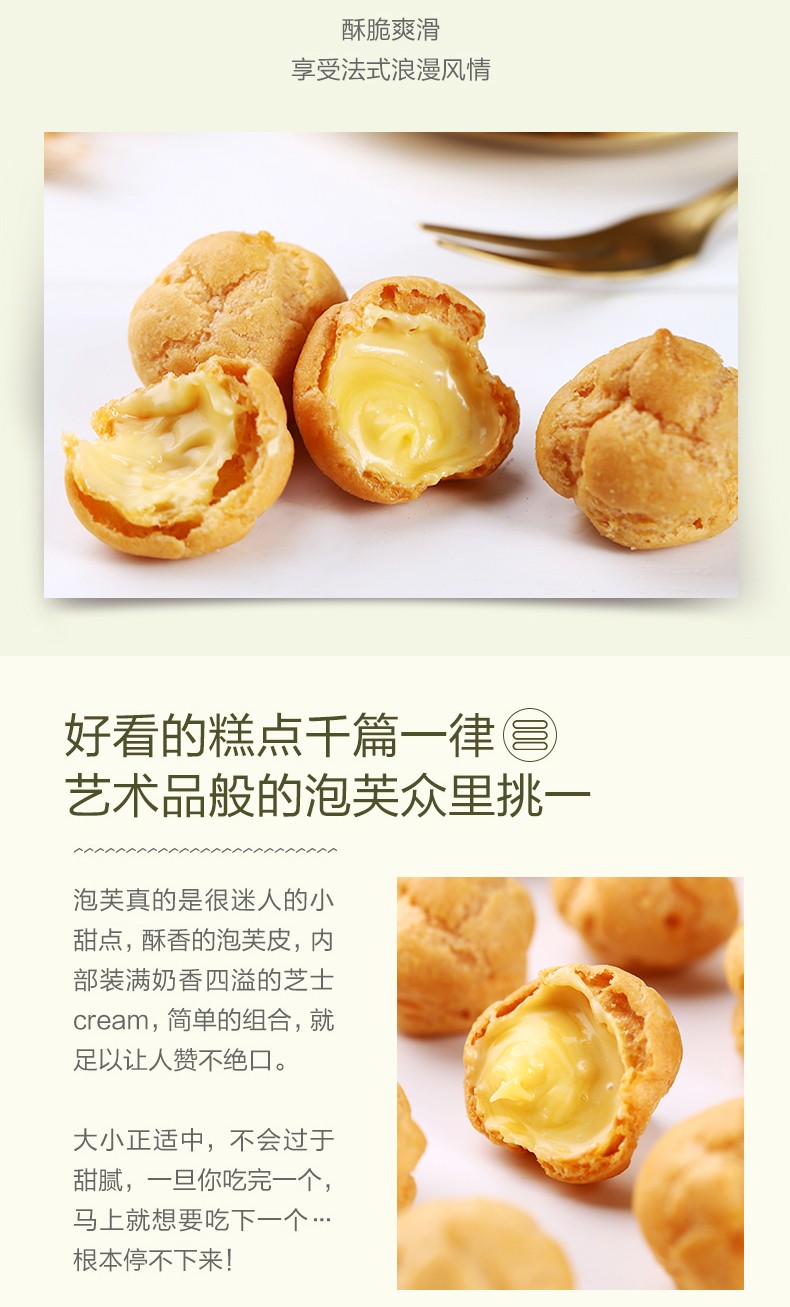 酥脆爽滑
享受法式浪漫风情
好看的糕点千篇一律
艺术品般的泡芙众里挑一
泡芙真的是很迷人的小
甜点，酥香的泡芙皮，内
部装满奶香四溢的芝士
cream，简单的组合，就
足以让人赞不绝口。
大小正适中，不会过于
甜腻，一旦你吃完一个，
马上就想要吃下一个…
根本停不下来！